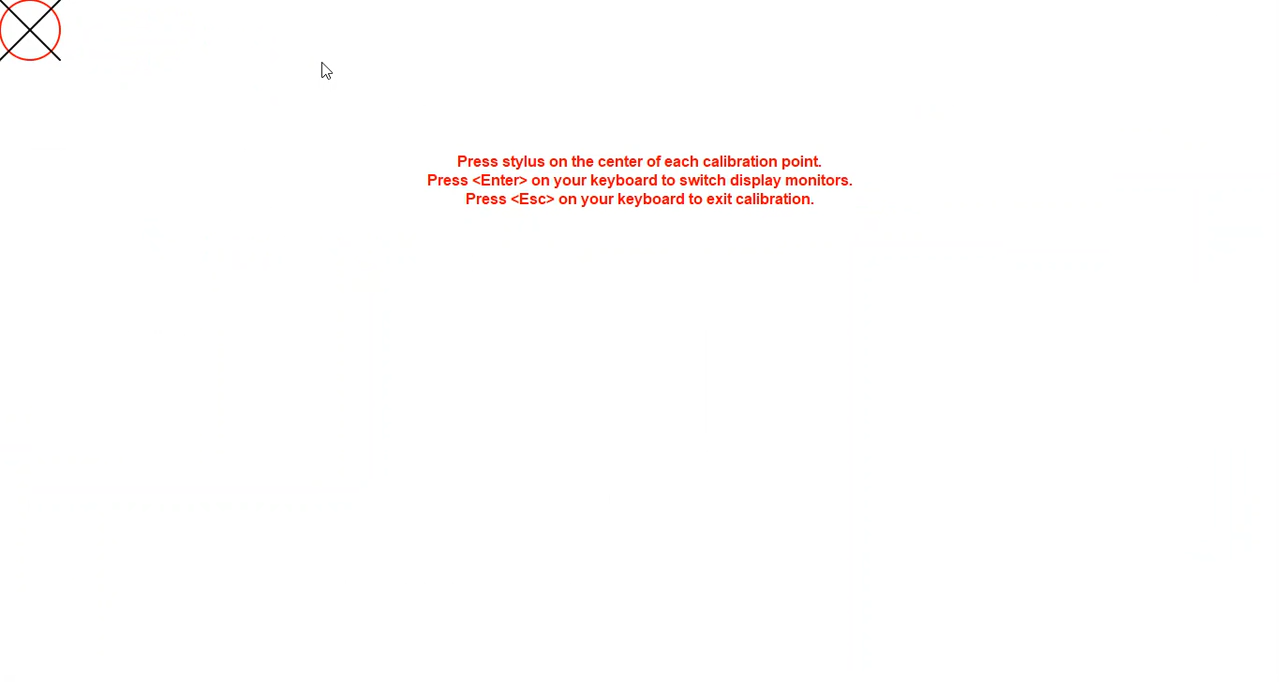 Press stylus on the center of each calibration point.
Press <Enter> on your keyboard to switch display monitors.
Press <Esc> on your keyboard to exit calibration.